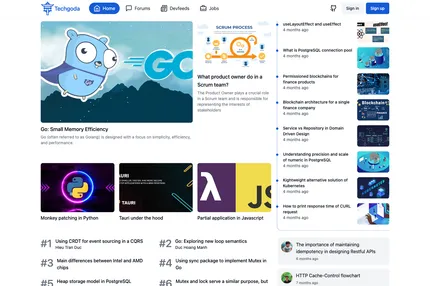 Techgoda
Home
Forums
Devfeeds
Jobs
Sign in
Sign up
GO
Go: Small Memory Efficiency
Go (often referred to as Golang) is designed with a focus on simplicity, efficiency,
and performance.
SCRUM PROCESS
What product owner do in a
Scrum team?
The Product Owner plays a crucial role
in a Scrum team and is responsible for
representing the interests of
stakeholders
Monkey patching in Python
TAURI
Tauri under the hood
λ
JS
Partial application in Javascript
#1
Using CRDT for event sourcing in a CQRS
Hieu Tran Duc
#2
Go: Exploring new loop semantics
Duc Hoang Manh
#3
Main differences between Intel and
AMD chips
#4
Using sync package to implement Mutexs in
Go
#5
Heap storage model in PostgreSQL
#6
Mutex and lock serve a similar purpose, but
useLayoutEffect and useEffect
4 months ago
What is PostgreSQL connection pool
4 months ago
Permissioned blockchains for
finance products
4 months ago
Blockchain architecture for a single
finance company
4 months ago
Service vs Repository in Domain
Driven Design
4 months ago
Understanding precision and scale
of numeric in PostgreSQL
4 months ago
Hightweight alternative solution of
Kubernetes
4 months ago
How to print response time of CURL
request
4 months ago
The importance of maintaining
idempotency in designing Restful APIs
6 months ago
HTTP Cache-Control flowchart
7 months ago